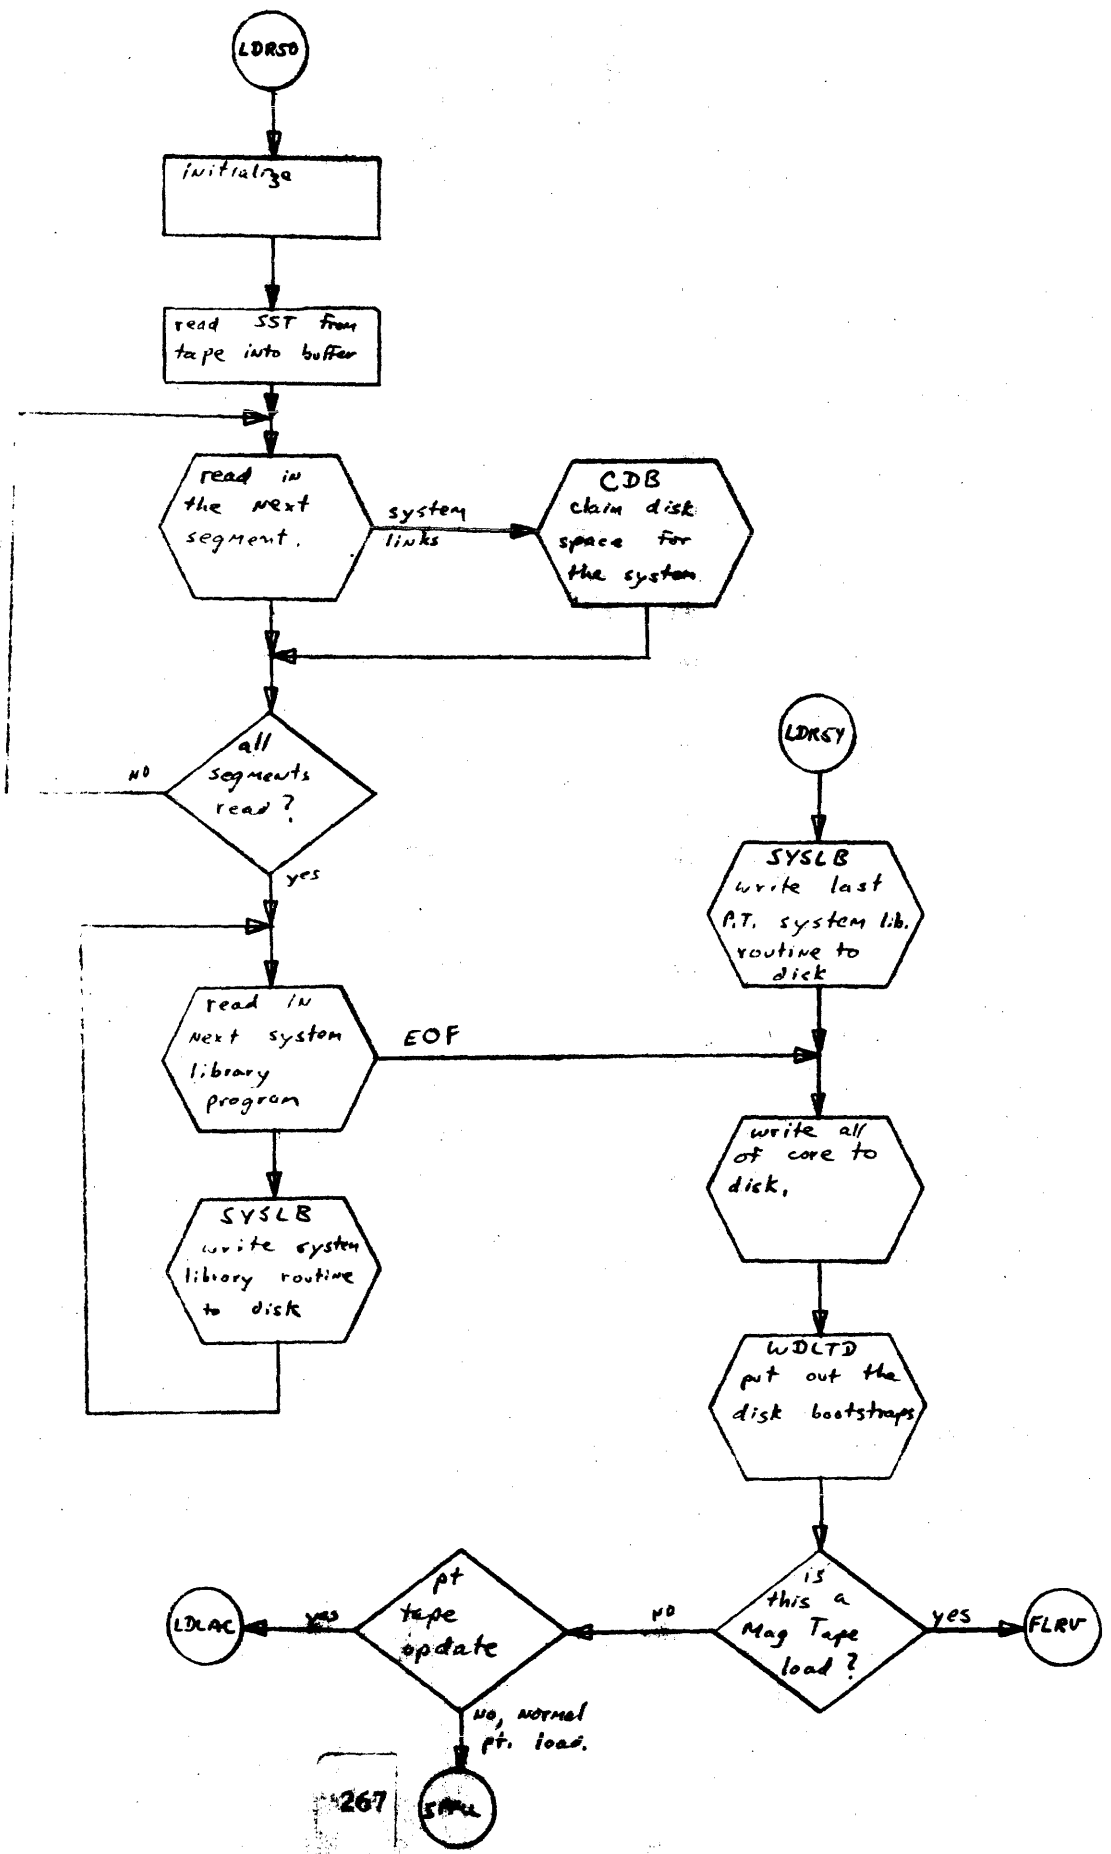 LDR50
initialize
read SST from
tape into buffer
read in
the next
segment.
system
links
CDB
claim disk
space for
the system
all
segments
read?
NO
yes
LDR54
SYSLB
write last
P.T. system lib.
routine to
disk
read in
next system
library
program
EOF
write all
of core to
disk.
SYSLB
write system
library routine
to disk
WDLTD
put out the
disk bootstraps
is
this a
Mag Tape
load?
yes
FLRV
NO
pt
tape
update
yes
LDLAC
NO, NORMAL
pt. load.
267